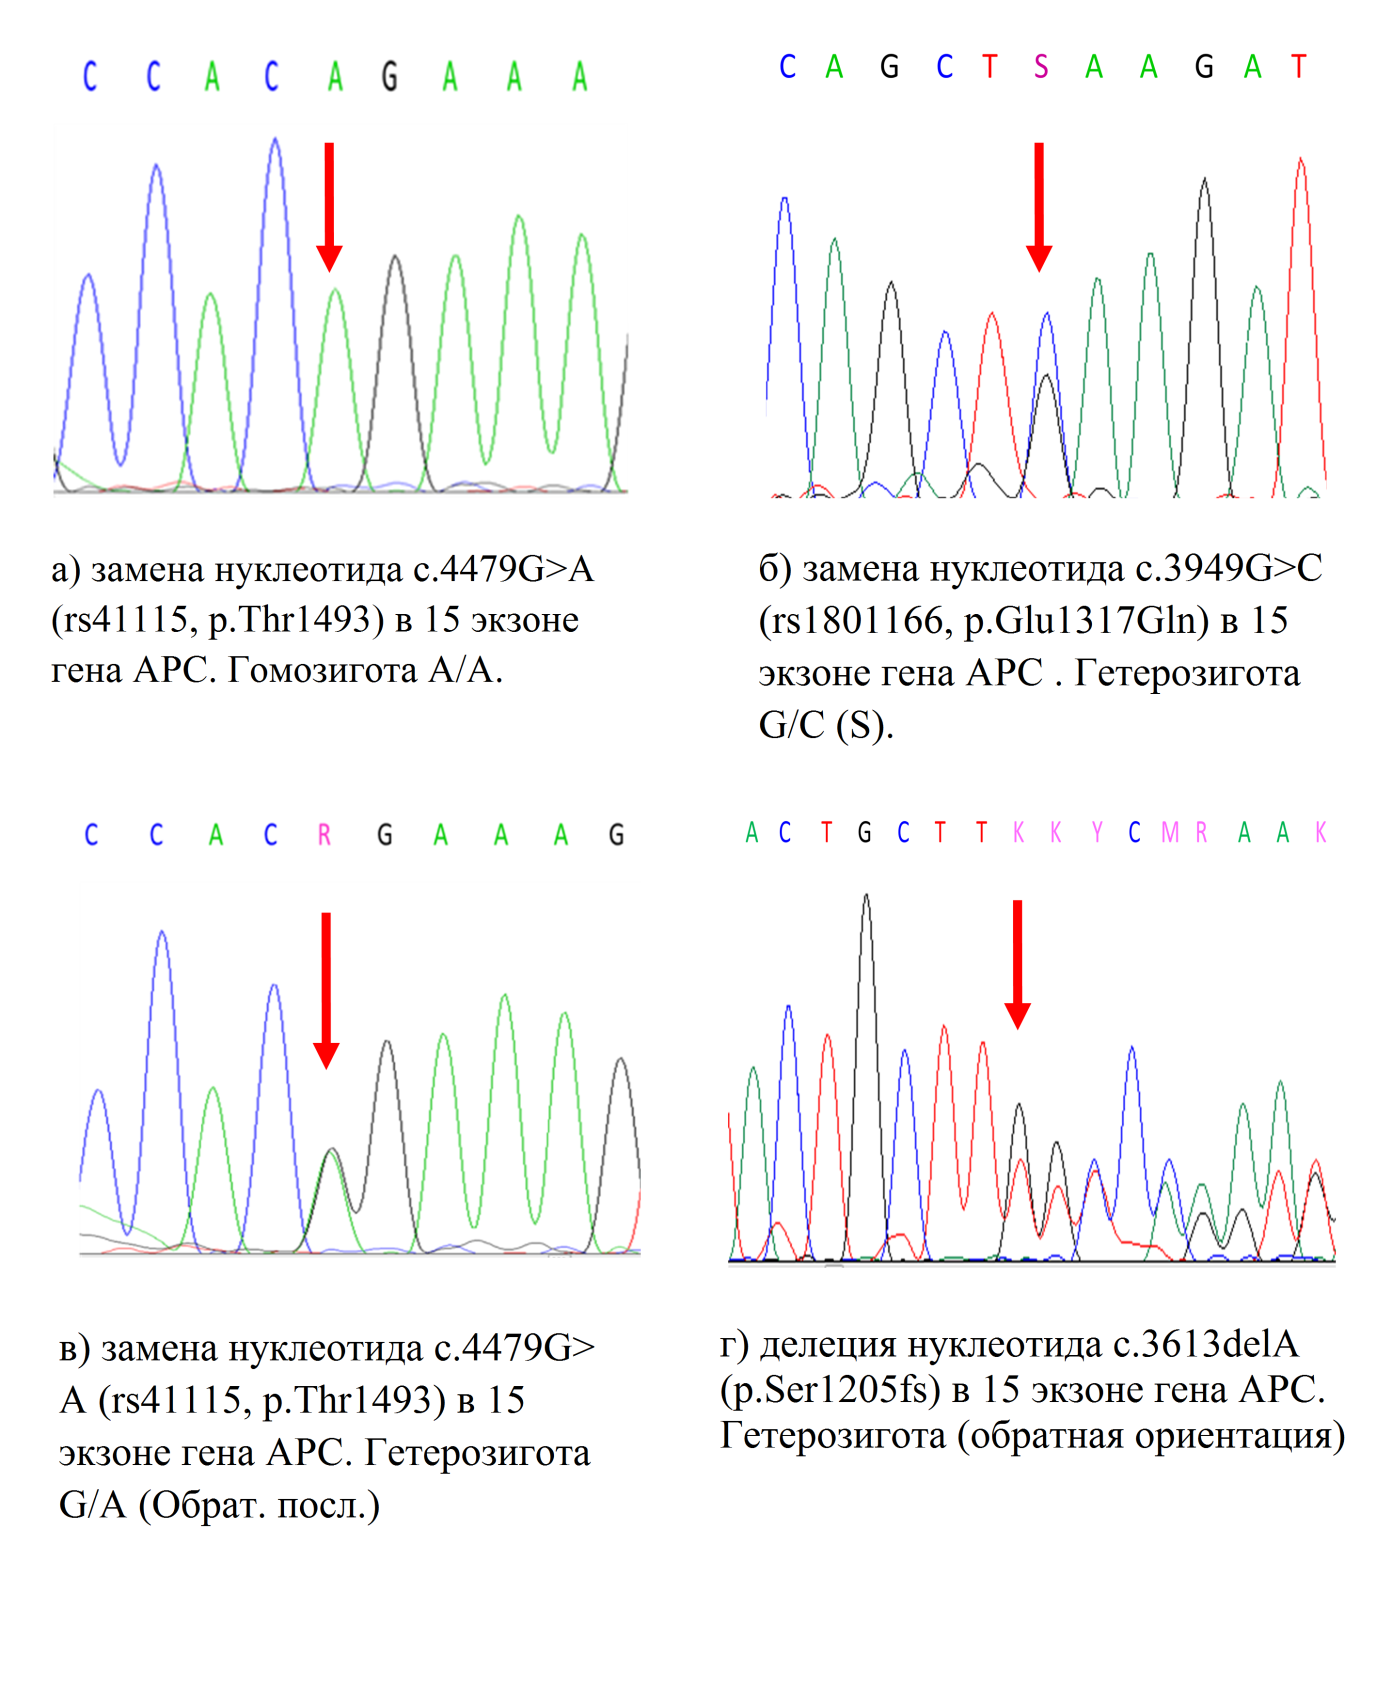 C C A C A G A A A
C A G C T S A A G A T
а) замена нуклеотида c.4479G>A
(rs41115, p.Thr1493) в 15 экзоне
гена APC. Гомозигота A/A.
б) замена нуклеотида c.3949G>C
(rs1801166, p.Glu1317Gln) в 15
экзоне гена APC . Гетерозигота
G/C (S).
C C A C R G A A A G
A C T G C T T K K Y C M R A A K
в) замена нуклеотида c.4479G>
A (rs41115, p.Thr1493) в 15
экзоне гена APC. Гетерозигота
G/A (Обрат. посл.)
г) делеция нуклеотида c.3613delA
(p.Ser1205fs) в 15 экзоне гена APC.
Гетерозигота (обратная ориентация)